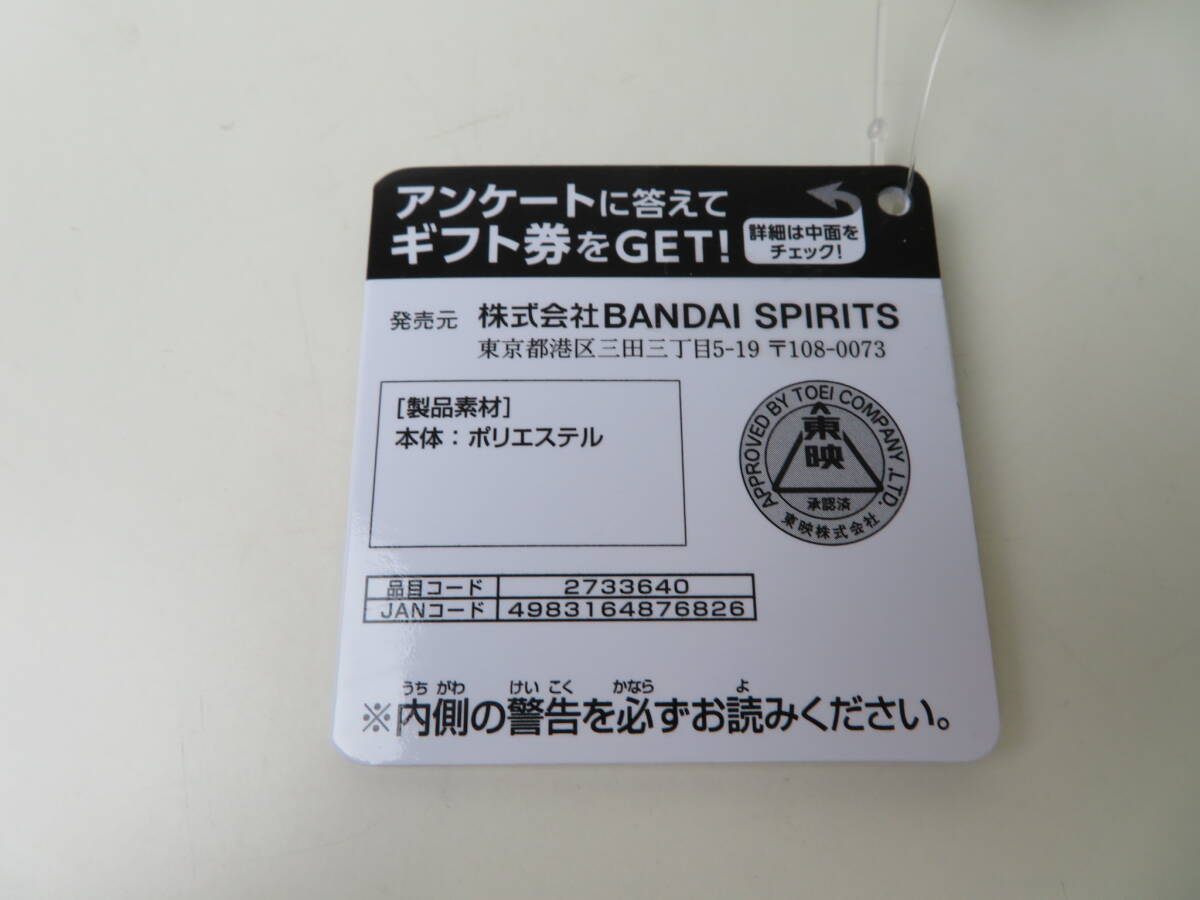 アンケートに答えて
ギフト券をGET!
詳細は中面を
チェック!
発売元 株式会社BANDAI SPIRITS
東京都港区三田三丁目5-19 〒108-0073
[製品素材]
本体:ポリエステル
APPROVED BY TOEI COMPANY,LTD.
東映
承認済
東映株式会社
品目コード 2733640
JANコード 4983164876826
うち がわ けい こく かなら よ
※内側の警告を必ずお読みください。